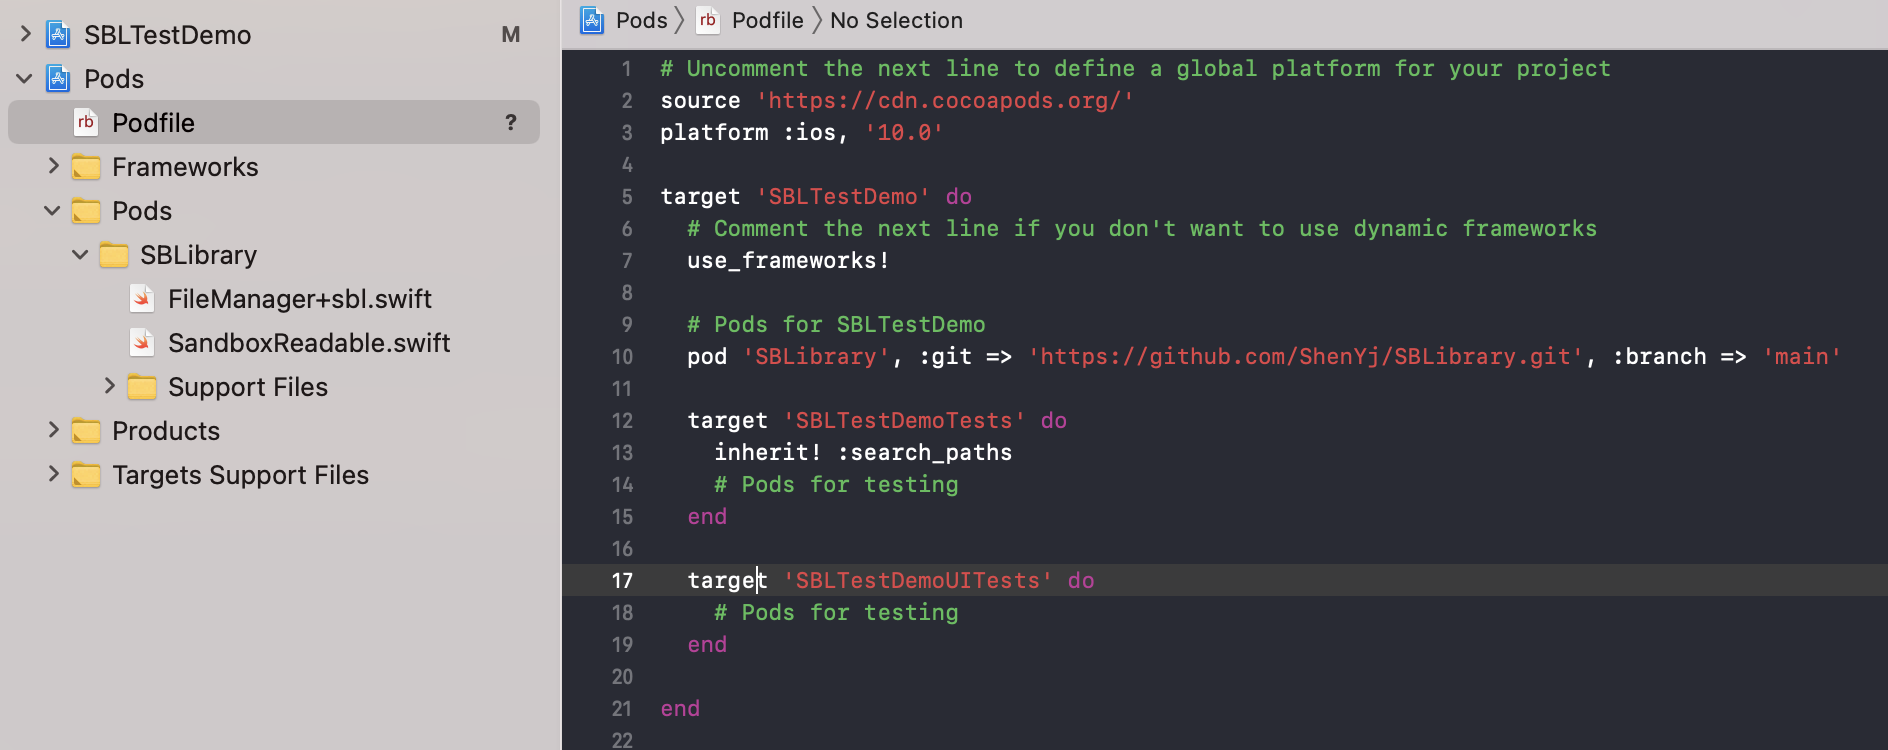 SBLTestDemo M
Pods
Podfile ?
Frameworks
Pods
SBLibrary
FileManager+sbl.swift
SandboxReadable.swift
Support Files
Products
Targets Support Files
Pods 〉 rb Podfile 〉 No Selection
1 # Uncomment the next line to define a global platform for your project
2 source 'https://cdn.cocoapods.org/'
3 platform :ios, '10.0'
4
5 target 'SBLTestDemo' do
6   # Comment the next line if you don't want to use dynamic frameworks
7   use_frameworks!
8
9   # Pods for SBLTestDemo
10   pod 'SBLibrary', :git => 'https://github.com/ShenYj/SBLibrary.git', :branch => 'main'
11
12   target 'SBLTestDemoTests' do
13     inherit! :search_paths
14     # Pods for testing
15   end
16
17   target 'SBLTestDemoUITests' do
18     # Pods for testing
19   end
20
21 end
22